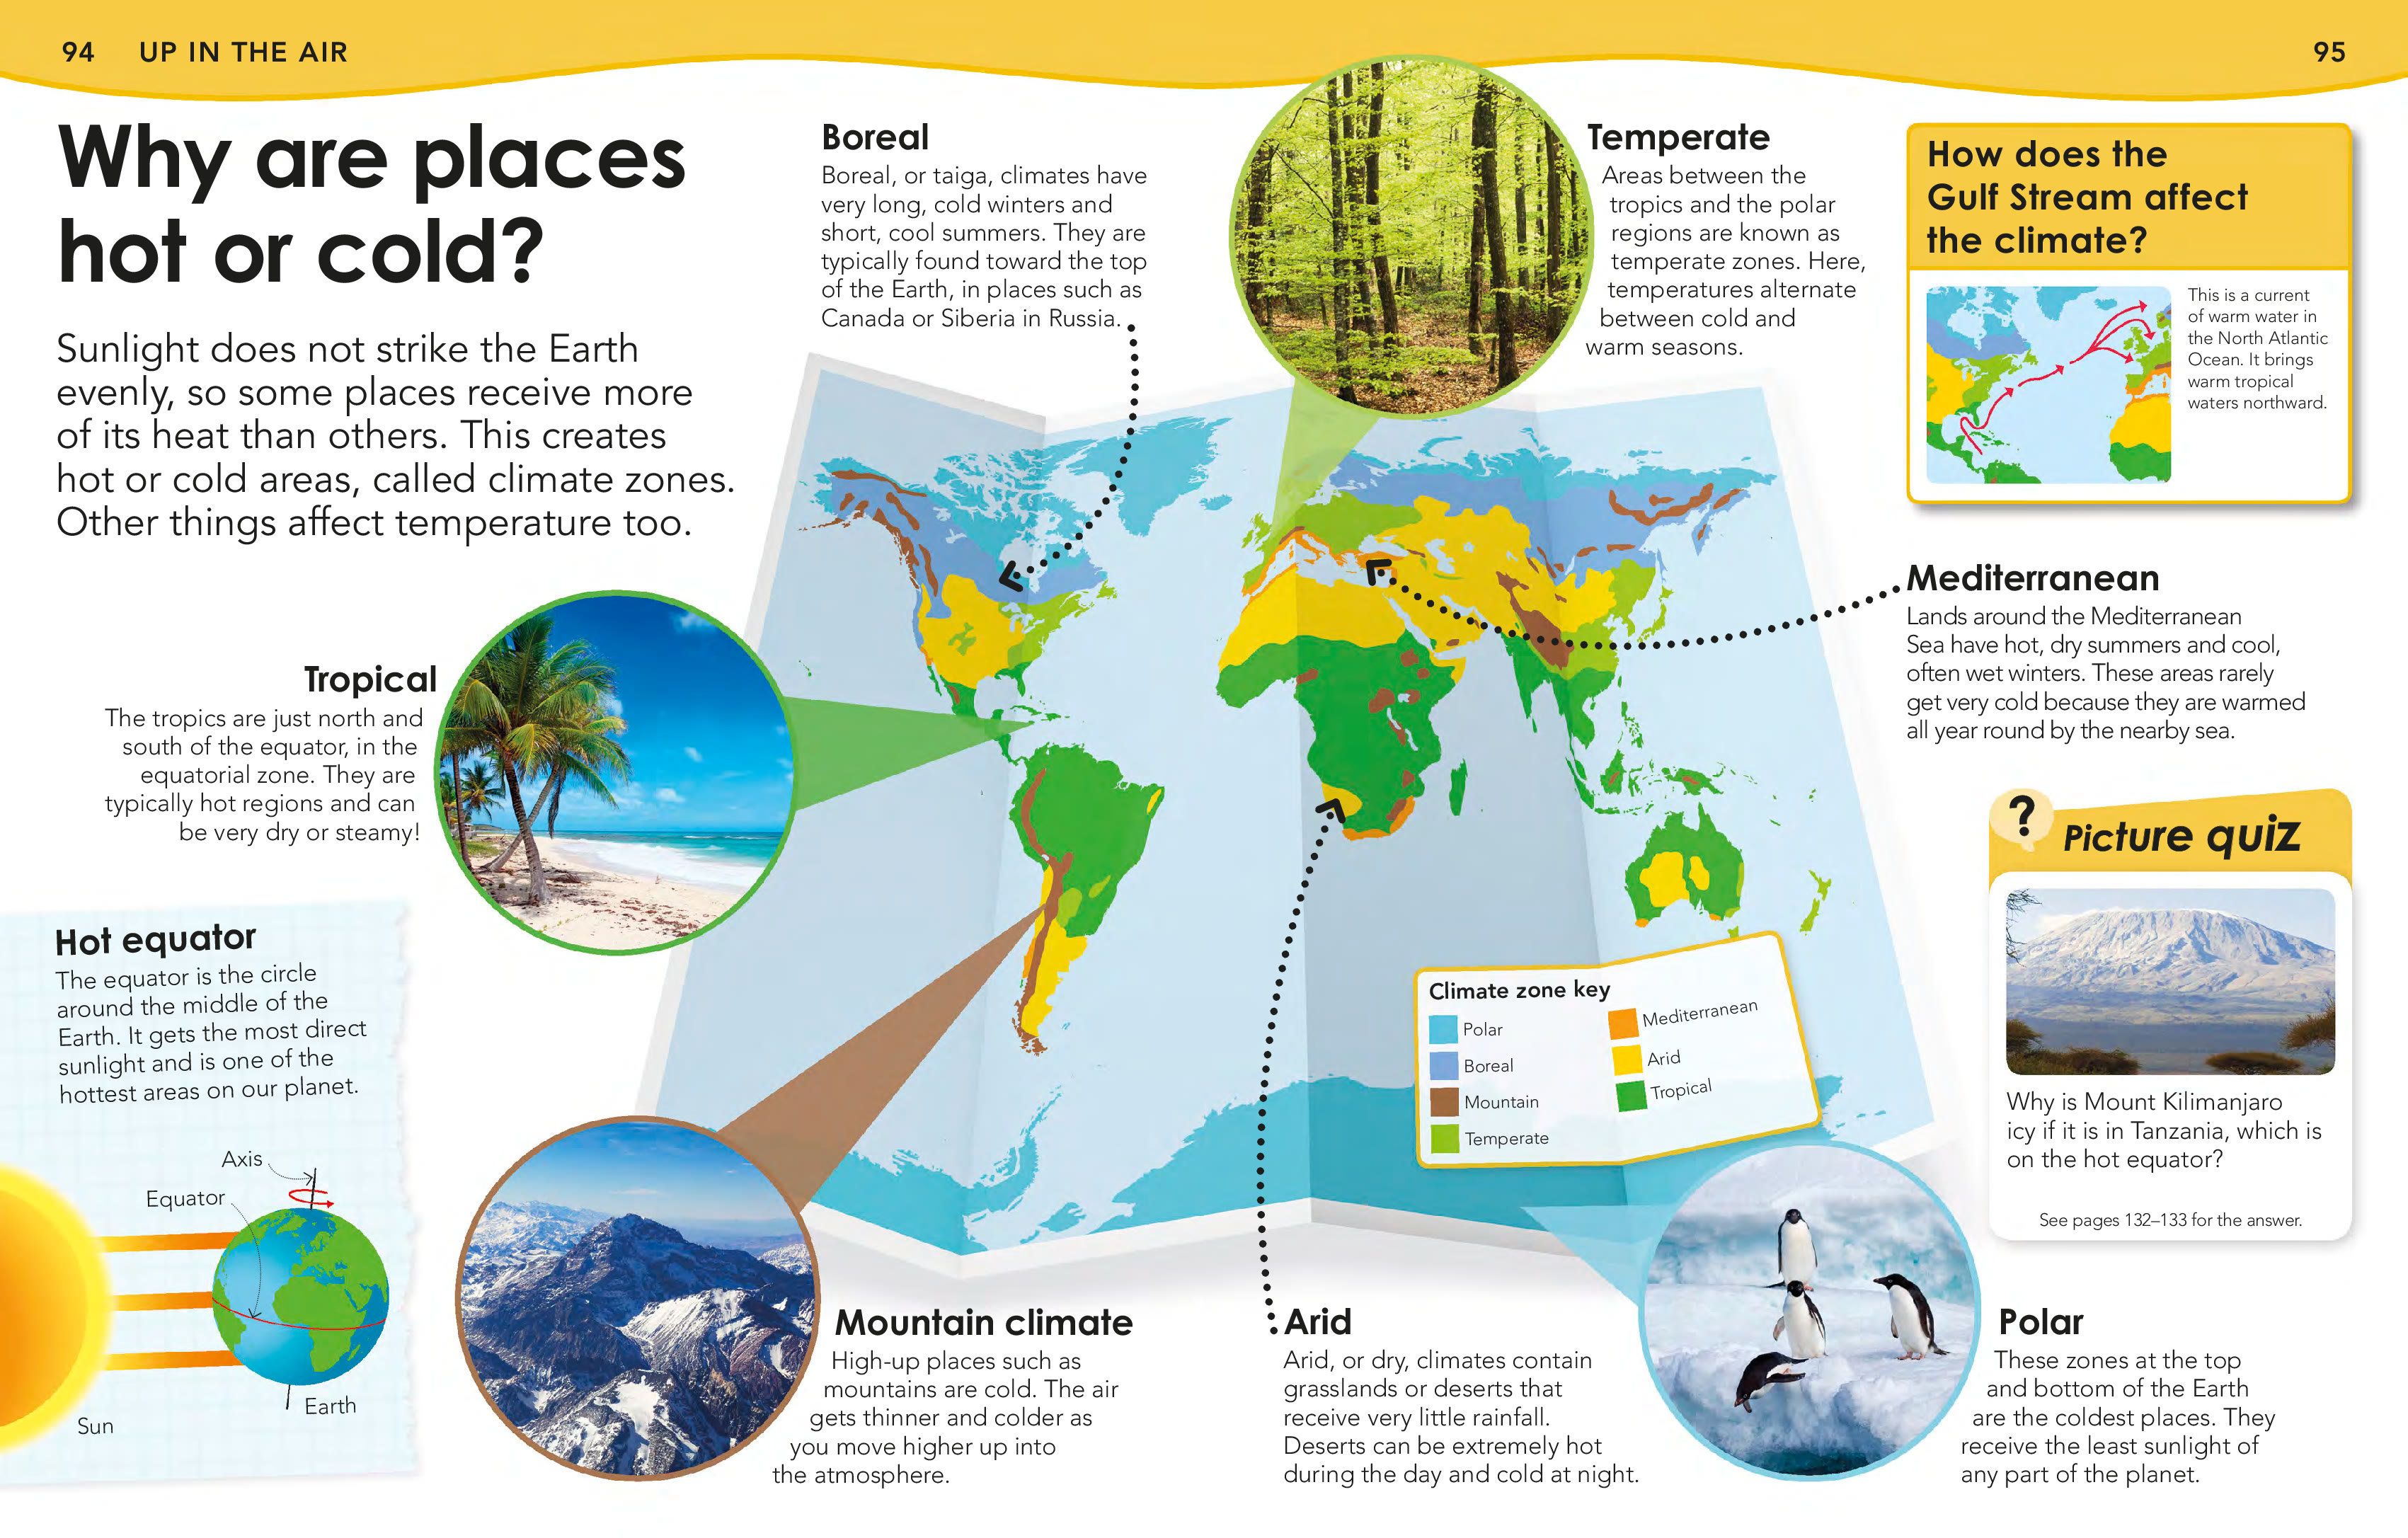 94 UP IN THE AIR
95
Why are places
hot or cold?
Sunlight does not strike the Earth
evenly, so some places receive more
of its heat than others. This creates
hot or cold areas, called climate zones.
Other things affect temperature too.
Boreal
Boreal, or taiga, climates have
very long, cold winters and
short, cool summers. They are
typically found toward the top
of the Earth, in places such as
Canada or Siberia in Russia.
Temperate
Areas between the
tropics and the polar
regions are known as
temperate zones. Here,
temperatures alternate
between cold and
warm seasons.
How does the
Gulf Stream affect
the climate?
This is a current
of warm water in
the North Atlantic
Ocean. It brings
warm tropical
waters northward.
Tropical
The tropics are just north and
south of the equator, in the
equatorial zone. They are
typically hot regions and can
be very dry or steamy!
Mediterranean
Lands around the Mediterranean
Sea have hot, dry summers and cool,
often wet winters. These areas rarely
get very cold because they are warmed
all year round by the nearby sea.
Hot equator
The equator is the circle
around the middle of the
Earth. It gets the most direct
sunlight and is one of the
hottest areas on our planet.
Axis
Equator
Earth
Sun
Climate zone key
Polar
Boreal
Mountain
Temperate
Mediterranean
Arid
Tropical
? Picture quiz
Why is Mount Kilimanjaro
icy if it is in Tanzania, which is
on the hot equator?
See pages 132–133 for the answer.
Mountain climate
High-up places such as
mountains are cold. The air
gets thinner and colder as
you move higher up into
the atmosphere.
Arid
Arid, or dry, climates contain
grasslands or deserts that
receive very little rainfall.
Deserts can be extremely hot
during the day and cold at night.
Polar
These zones at the top
and bottom of the Earth
are the coldest places. They
receive the least sunlight of
any part of the planet.